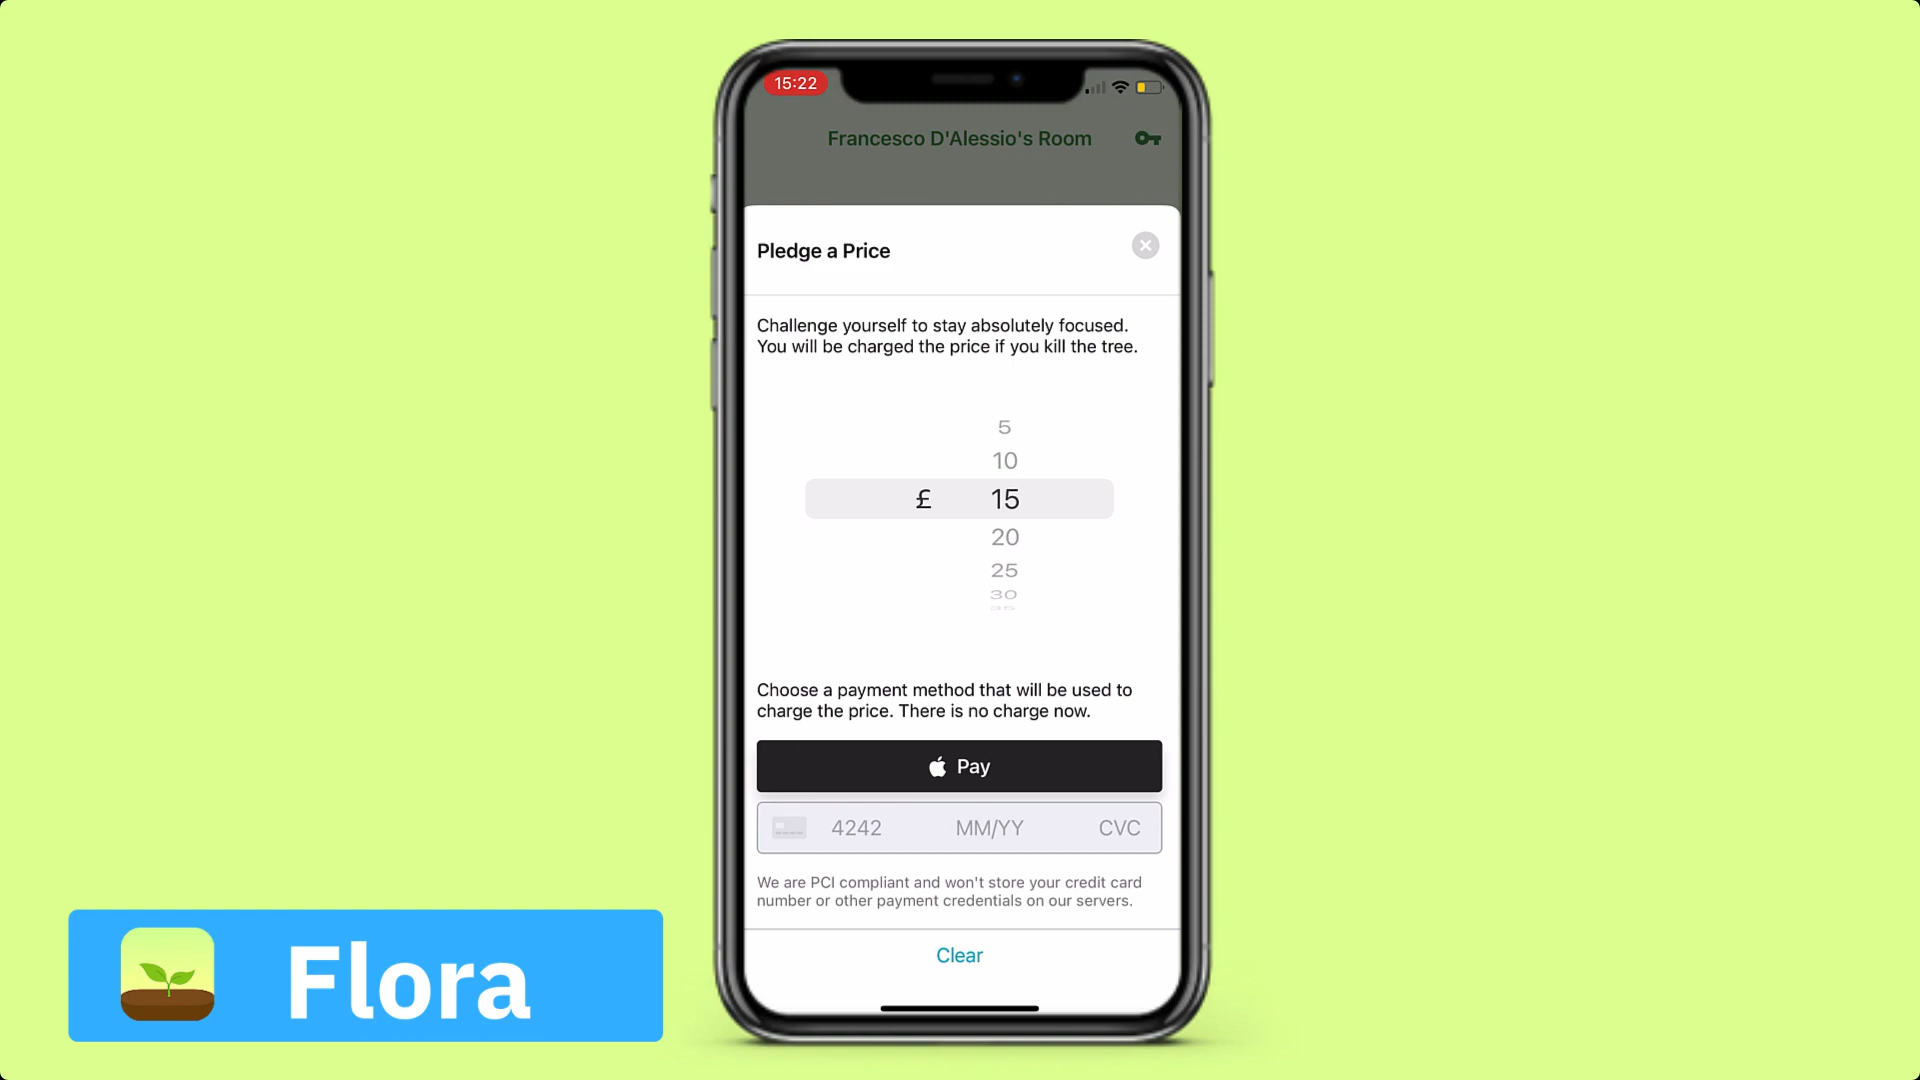 15:22
Francesco D'Alessio's Room
Pledge a Price
Challenge yourself to stay absolutely focused.
You will be charged the price if you kill the tree.
5
10
£ 15
20
25
30
35
Choose a payment method that will be used to
charge the price. There is no charge now.
Pay
4242 MM/YY CVC
We are PCI compliant and won't store your credit card
number or other payment credentials on our servers.
Clear
Flora